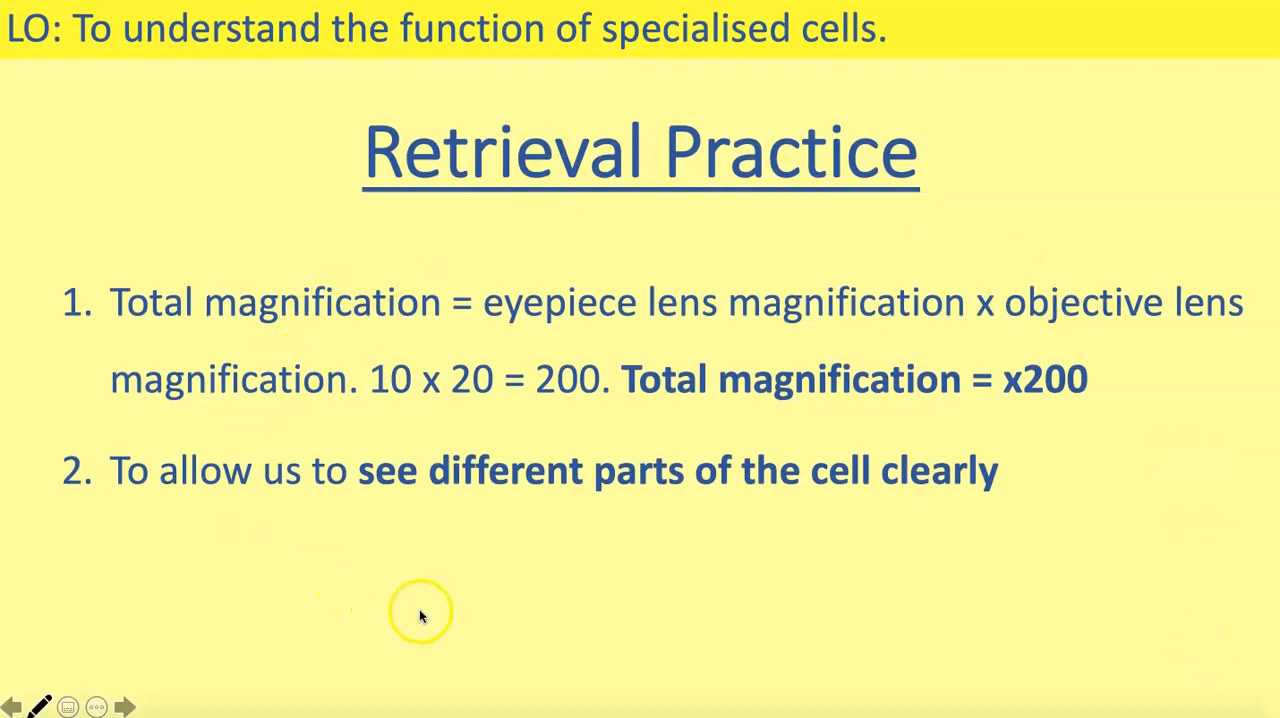 LO: To understand the function of specialised cells.
Retrieval Practice
1. Total magnification = eyepiece lens magnification x objective lens
magnification. 10 x 20 = 200. Total magnification = x200
2. To allow us to see different parts of the cell clearly